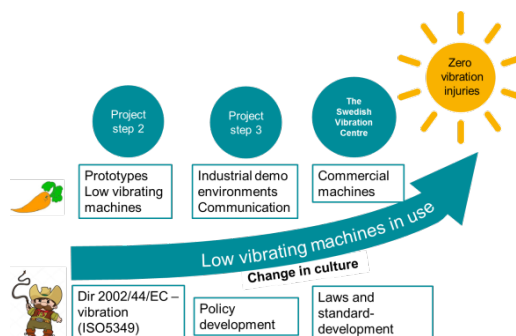 Zero
vibration
injuries
Project
step 2
Project
step 3
The
Swedish
Vibration
Centre
Prototypes
Low vibrating
machines
Industrial demo
environments
Communication
Commercial
machines
Low vibrating machines in use
Change in culture
Dir 2002/44/EC –
vibration
(ISO5349)
Policy
development
Laws and
standard-
development